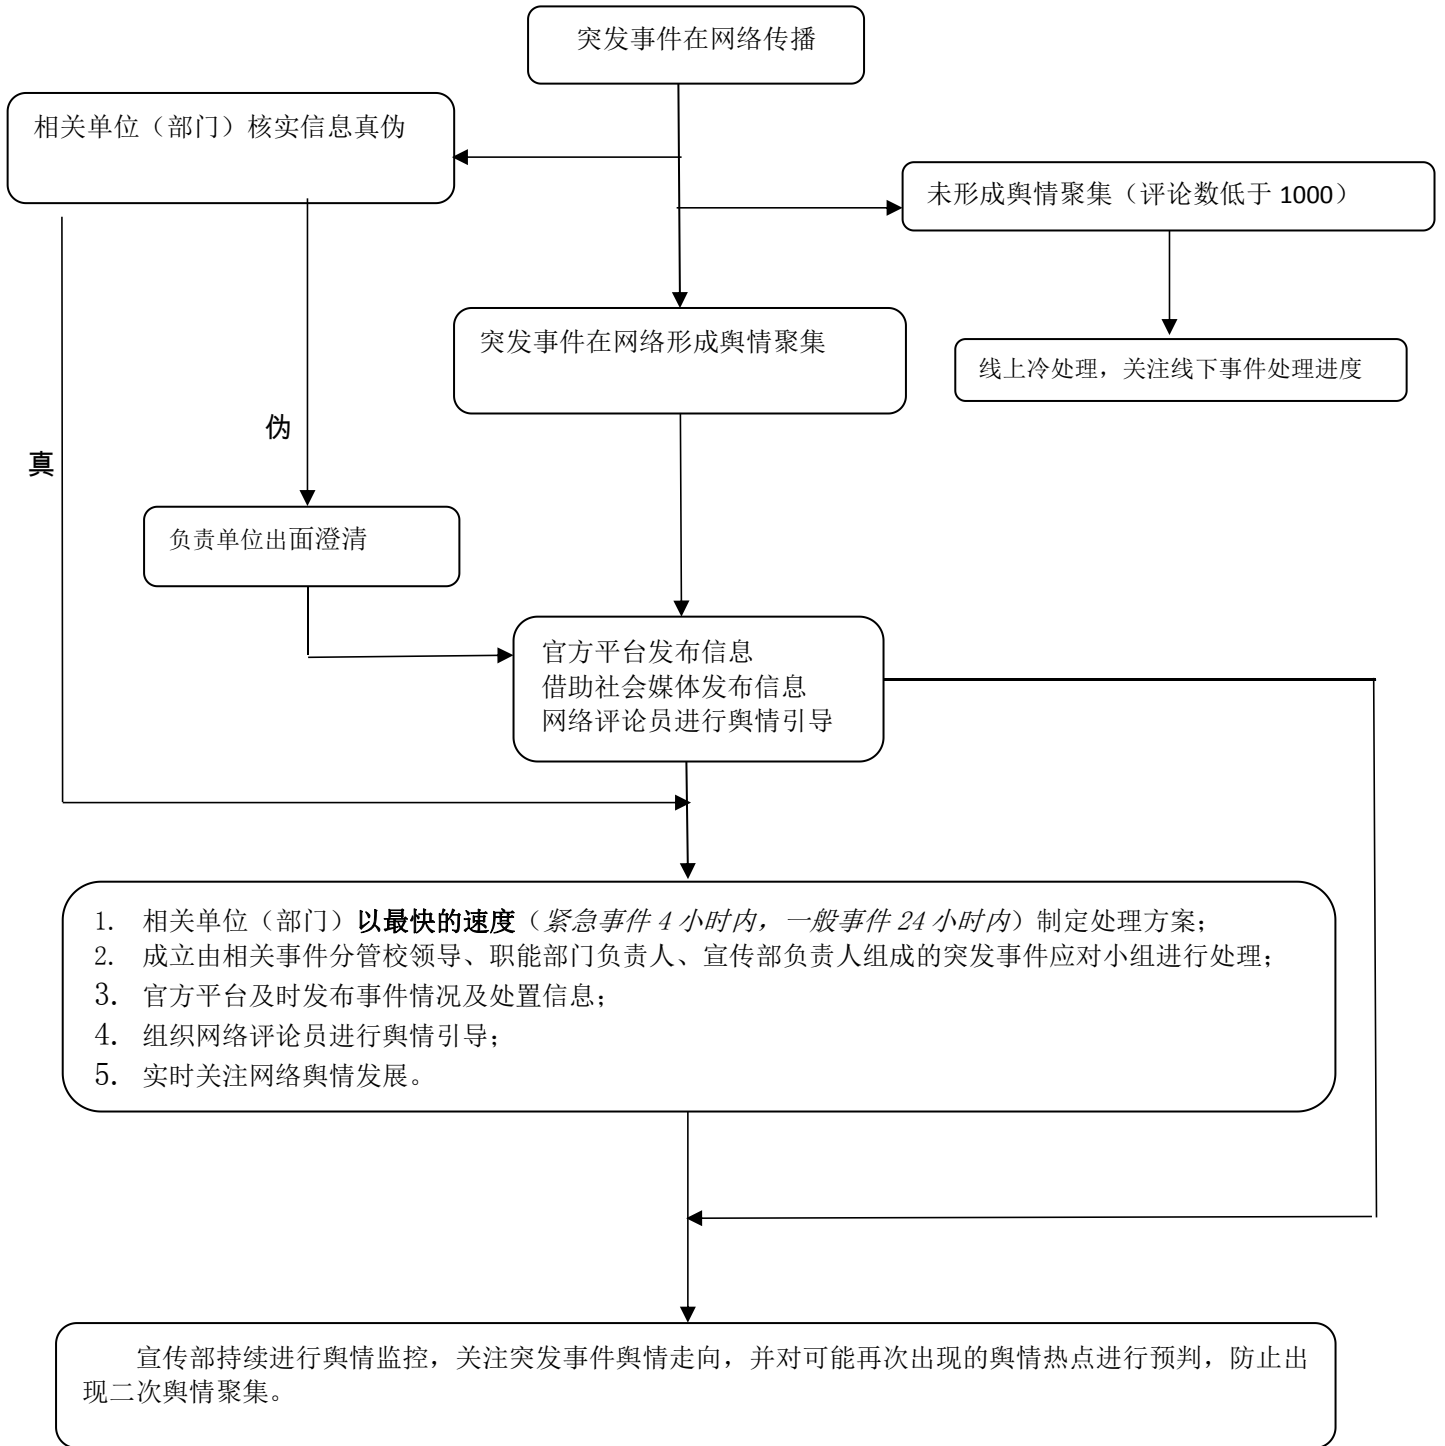 突发事件在网络传播
相关单位（部门）核实信息真伪
未形成舆情聚集（评论数低于 1000）
突发事件在网络形成舆情聚集
线上冷处理，关注线下事件处理进度
伪
真
负责单位出面澄清
官方平台发布信息
借助社会媒体发布信息
网络评论员进行舆情引导
1. 相关单位（部门）以最快的速度（紧急事件 4 小时内，一般事件 24 小时内）制定处理方案；
2. 成立由相关事件分管校领导、职能部门负责人、宣传部负责人组成的突发事件应对小组进行处理；
3. 官方平台及时发布事件情况及处置信息；
4. 组织网络评论员进行舆情引导；
5. 实时关注网络舆情发展。
宣传部持续进行舆情监控，关注突发事件舆情走向，并对可能再次出现的舆情热点进行预判，防止出
现二次舆情聚集。